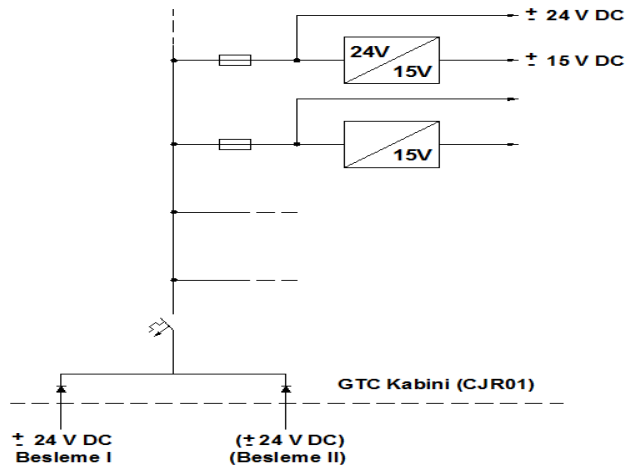 ± 24 V DC
24V
15V
± 15 V DC
15V
GTC Kabini (CJR01)
± 24 V DC
Besleme I
(± 24 V DC)
(Besleme II)